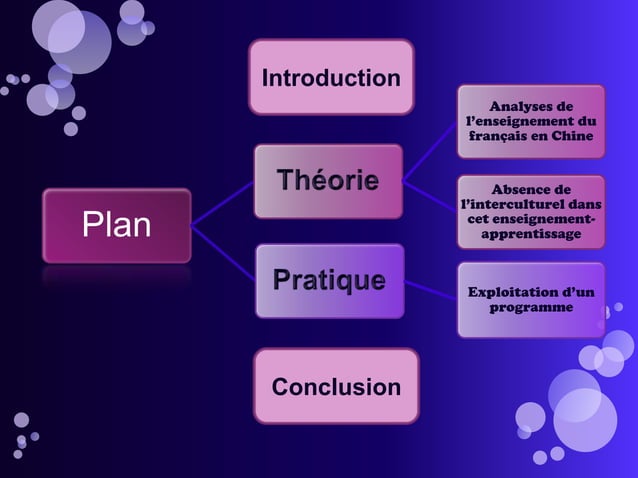 Introduction
Plan
Théorie
Analyses de
l’enseignement du
français en Chine
Absence de
l’interculturel dans
cet enseignement-
apprentissage
Pratique
Exploitation d’un
programme
Conclusion